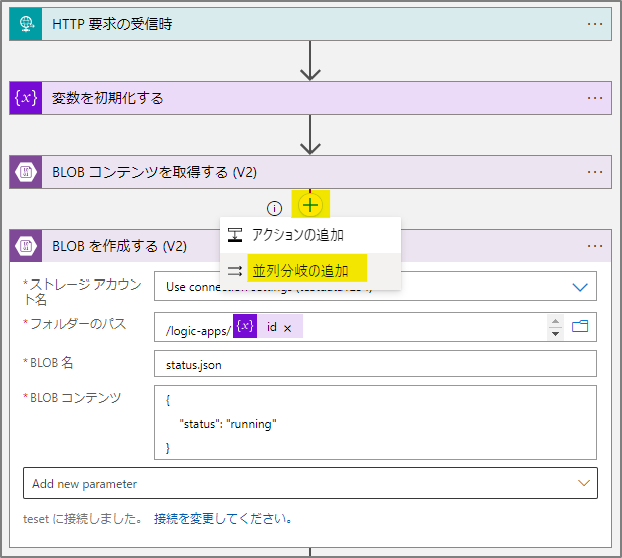 HTTP 要求の受信時
{x} 変数を初期化する
BLOB コンテンツを取得する (V2)
アクションの追加
BLOB を作成する (V2)
並列分岐の追加
*ストレージ アカウント名
Use connection settings
*フォルダーのパス
/logic-apps/ {x} id ×
*BLOB 名
status.json
*BLOB コンテンツ
{
"status": "running"
}
Add new parameter
teset に接続しました。 接続を変更してください。